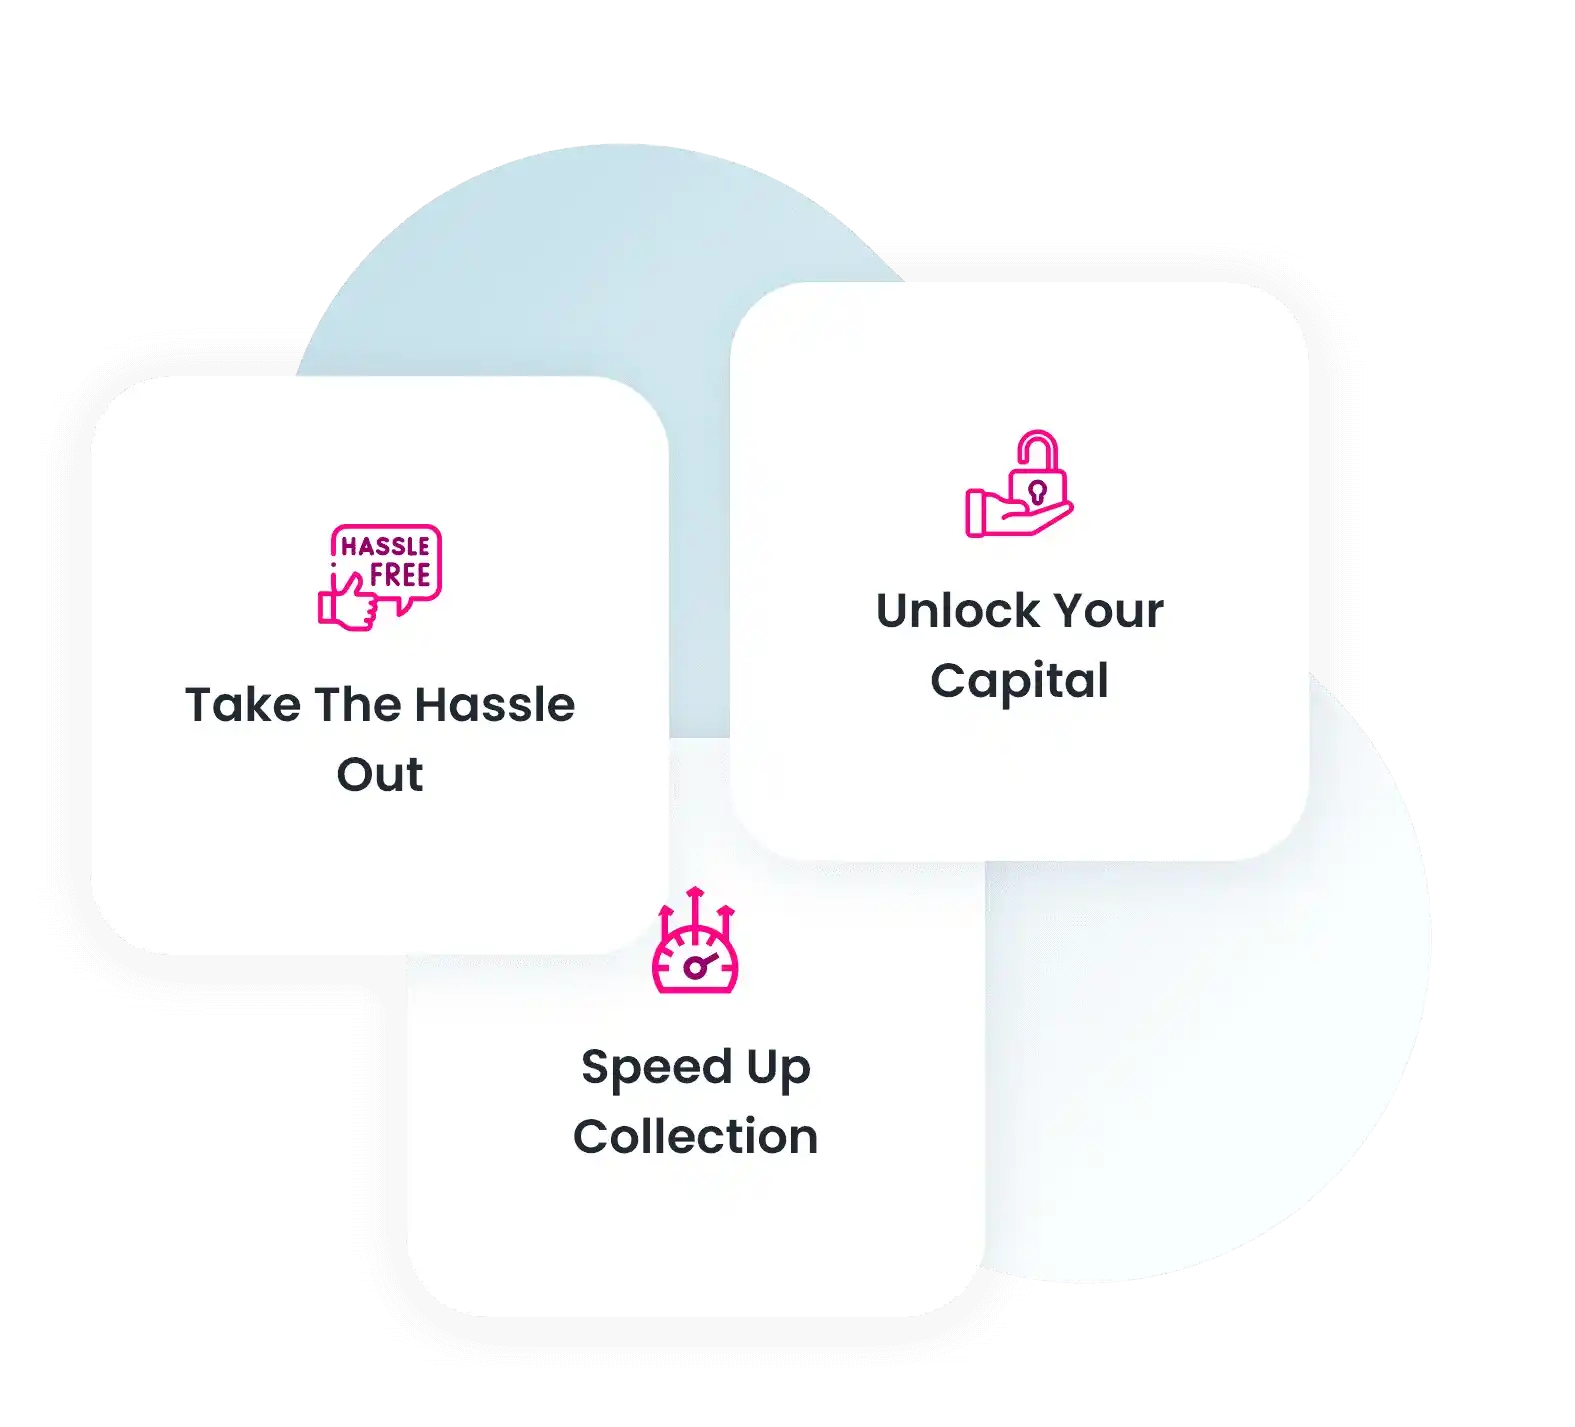 HASSLE
FREE
Take The Hassle
Out
Unlock Your
Capital
Speed Up
Collection